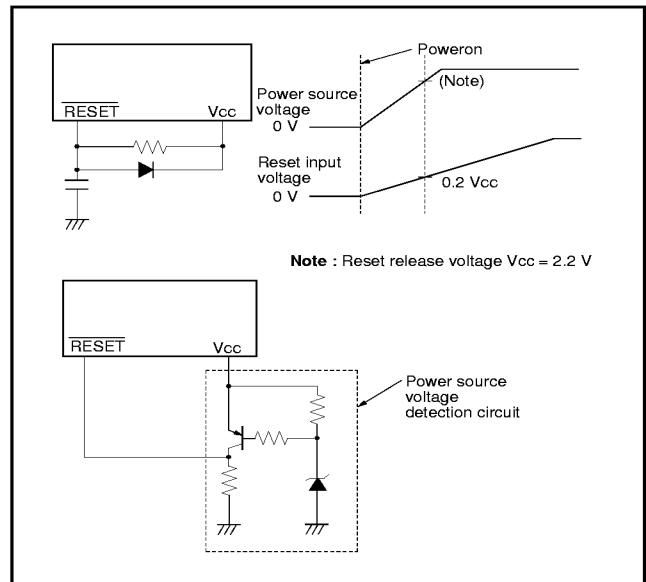 RESET
Vcc
Poweron
(Note)
Power source
voltage
0 V
Reset input
voltage
0 V
0.2 Vcc
Note : Reset release voltage Vcc = 2.2 V
RESET
Vcc
Power source
voltage
detection circuit